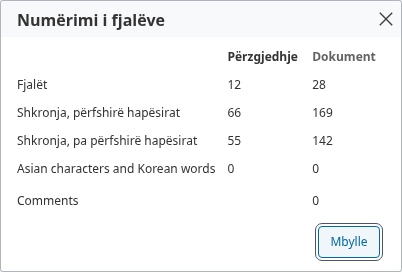 Numërimi i fjalëve
Përzgjedhje Dokument
Fjalët 12 28
Shkronja, përfshirë hapësirat 66 169
Shkronja, pa përfshirë hapësirat 55 142
Asian characters and Korean words 0 0
Comments 0
Mbylle